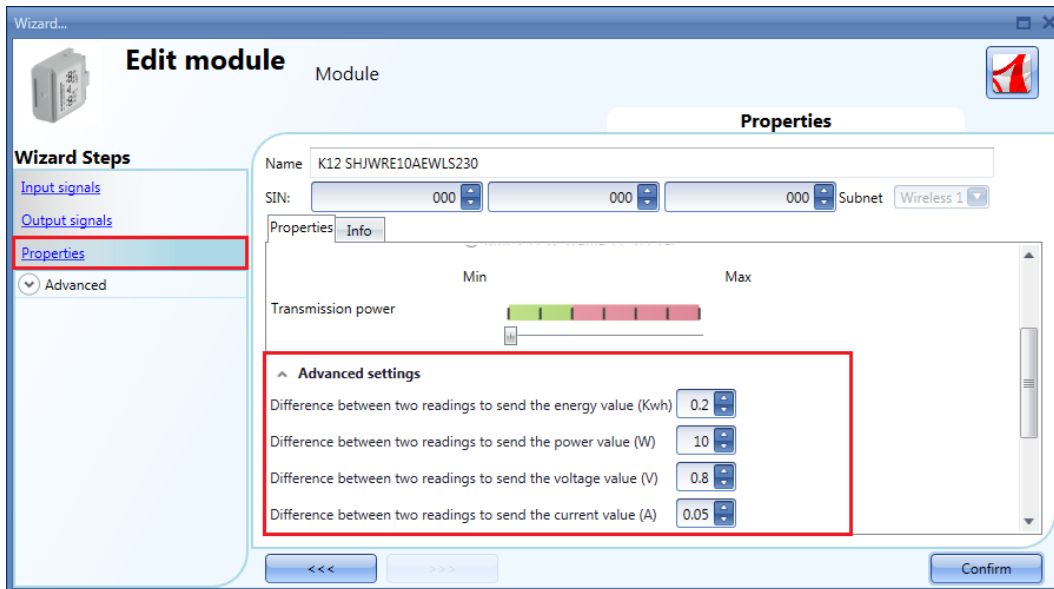 Wizard...
Edit module
Module
Properties
Wizard Steps
Input signals
Output signals
Properties
Advanced
Name K12 SHJWRE10AEWLS230
SIN: 000 000 000 Subnet Wireless 1
Properties Info
Min Max
Transmission power
Advanced settings
Difference between two readings to send the energy value (Kwh) 0.2
Difference between two readings to send the power value (W) 10
Difference between two readings to send the voltage value (V) 0.8
Difference between two readings to send the current value (A) 0.05
<<< >>> Confirm